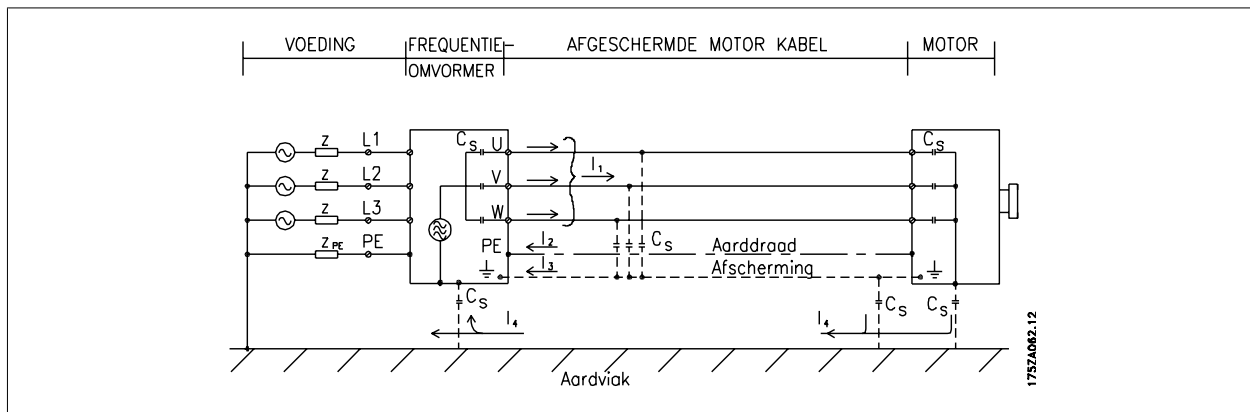 VOEDING FREQUENTIE- AFGESCHERMDE MOTOR KABEL MOTOR
OMVORMER
Z L1 CS U I1 CS
Z L2 V
Z L3 W
ZPE PE PE I2 CS Aarddraad
I3 Afscherming
CS CS CS
I4 I4
Aardvlak
175ZA062.12